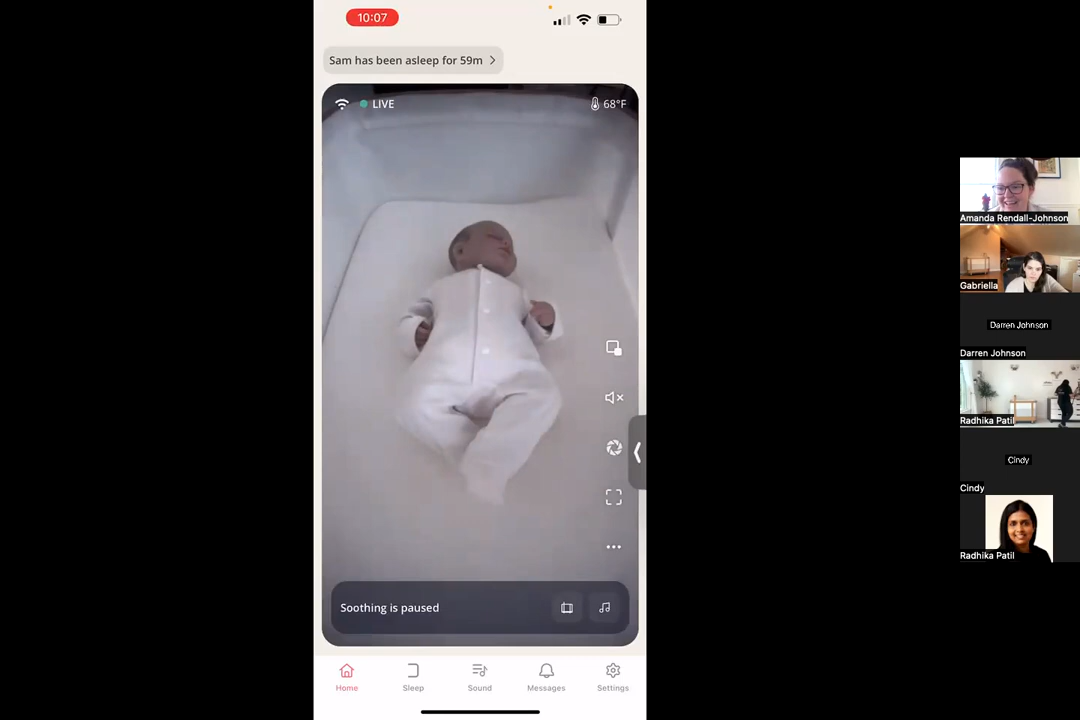 10:07
Sam has been asleep for 59m
LIVE
68°F
Soothing is paused
Home
Sleep
Sound
Messages
Settings
Amanda Rendall-Johnson
Gabriella
Darren Johnson
Darren Johnson
Radhika Patil
Cindy
Cindy
Radhika Patil